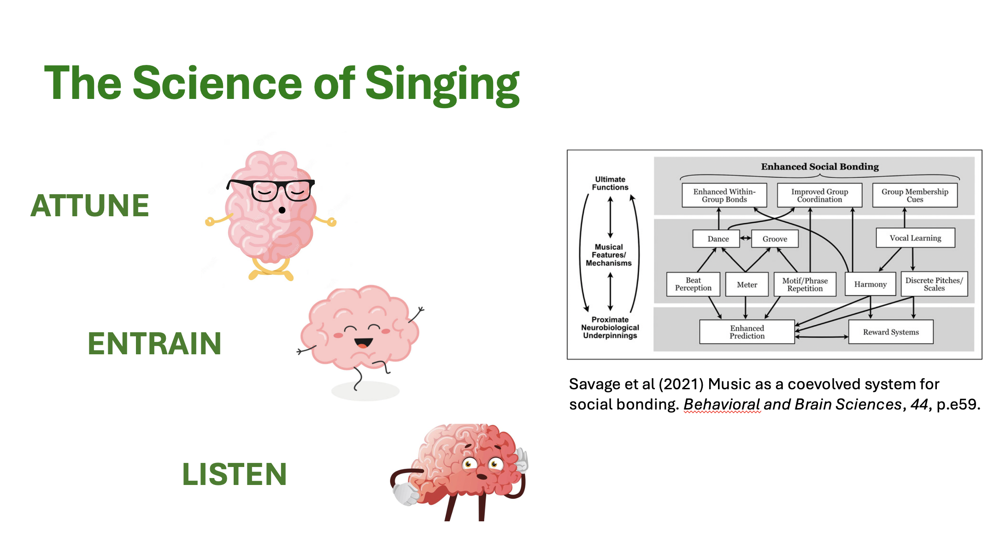 The Science of Singing
ATTUNE
ENTRAIN
LISTEN
Enhanced Social Bonding
Ultimate
Functions
Musical
Features/
Mechanisms
Proximate
Neurobiological
Underpinnings
Enhanced Within-
Group Bonds
Improved Group
Coordination
Group Membership
Cues
Dance
Groove
Vocal Learning
Beat
Perception
Meter
Motif/Phrase
Repetition
Harmony
Discrete Pitches/
Scales
Enhanced
Prediction
Reward Systems
Savage et al (2021) Music as a coevolved system for
social bonding. Behavioral and Brain Sciences, 44, p.e59.